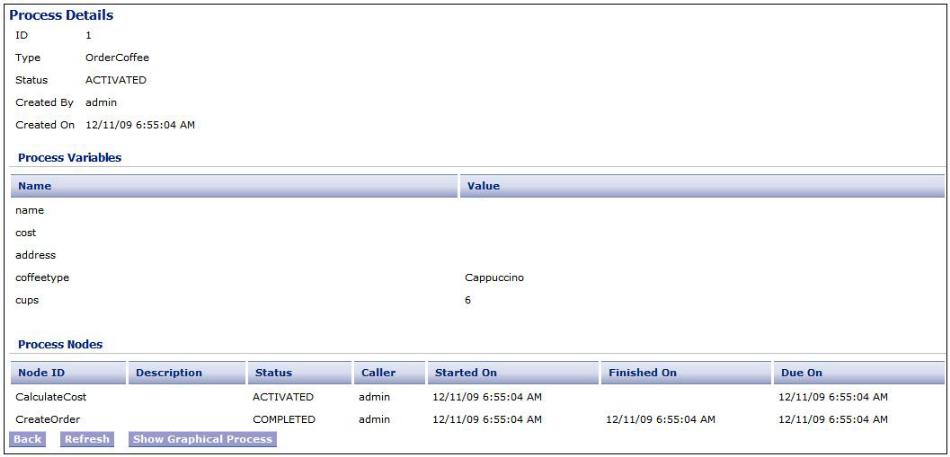 Process Details
ID 1
Type OrderCoffee
Status ACTIVATED
Created By admin
Created On 12/11/09 6:55:04 AM
Process Variables
Name Value
name
cost
address
coffeetype Cappuccino
cups 6
Process Nodes
Node ID Description Status Caller Started On Finished On Due On
CalculateCost ACTIVATED admin 12/11/09 6:55:04 AM 12/11/09 6:55:04 AM
CreateOrder COMPLETED admin 12/11/09 6:55:04 AM 12/11/09 6:55:04 AM 12/11/09 6:55:04 AM
Back Refresh Show Graphical Process